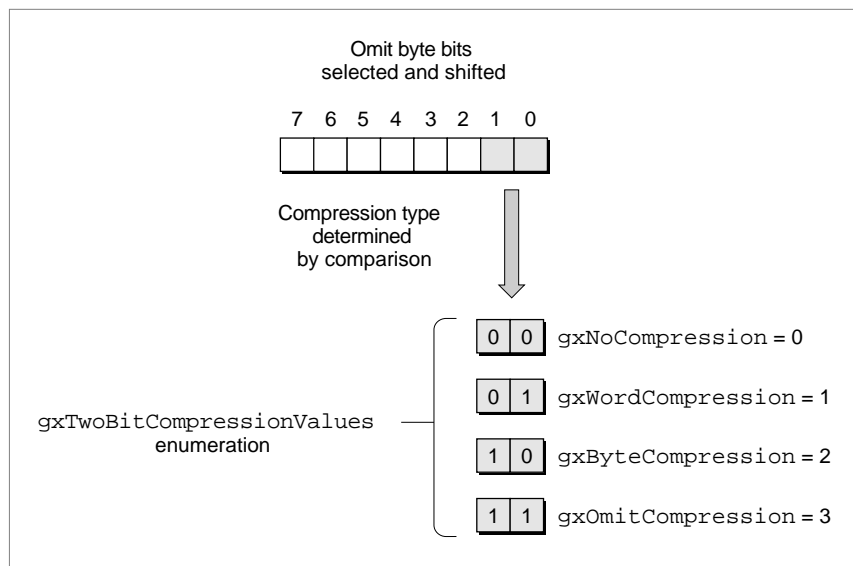 Omit byte bits
selected and shifted
7 6 5 4 3 2 1 0
Compression type
determined
by comparison
0 0 gxNoCompression = 0
0 1 gxWordCompression = 1
gxTwoBitCompressionValues
enumeration
1 0 gxByteCompression = 2
1 1 gxOmitCompression = 3